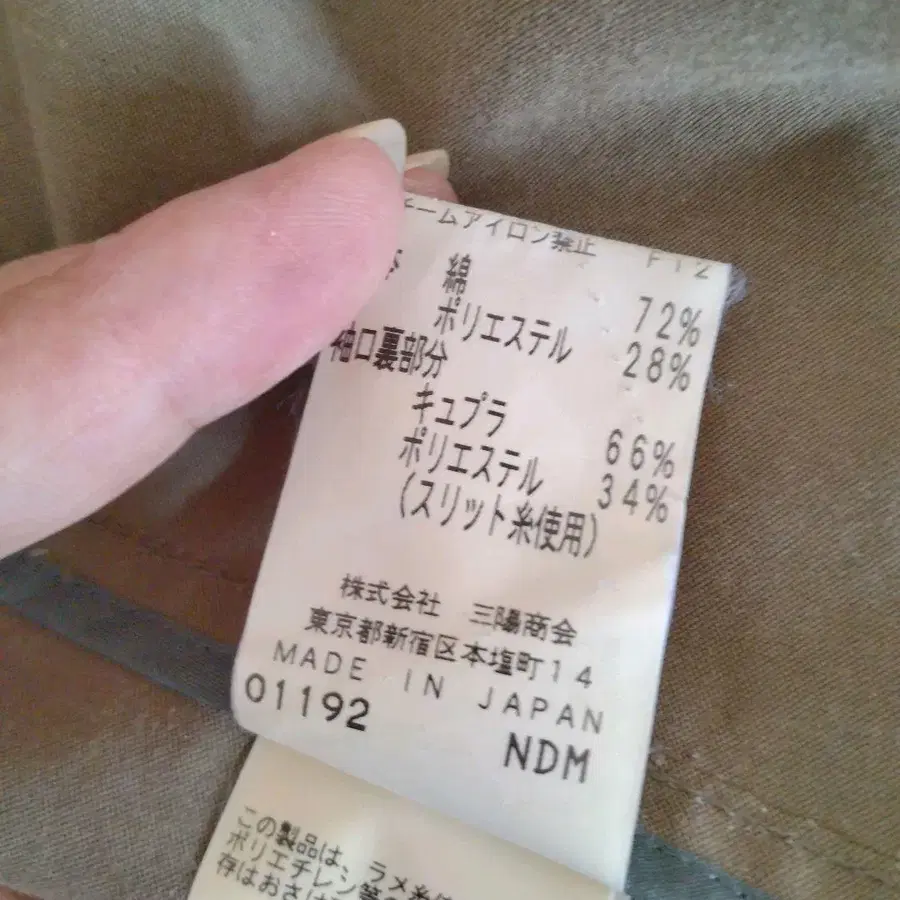 ームアイロン禁止 F12
綿 72%
ポリエステル 28%
袖口裏部分
キュプラ 66%
ポリエステル 34%
(スリット糸使用)
株式会社 三陽商会
東京都新宿区本塩町14
MADE IN JAPAN
01192 NDM
この製品は、ラメ糸使
ポリエチレン等の
存はおさけ